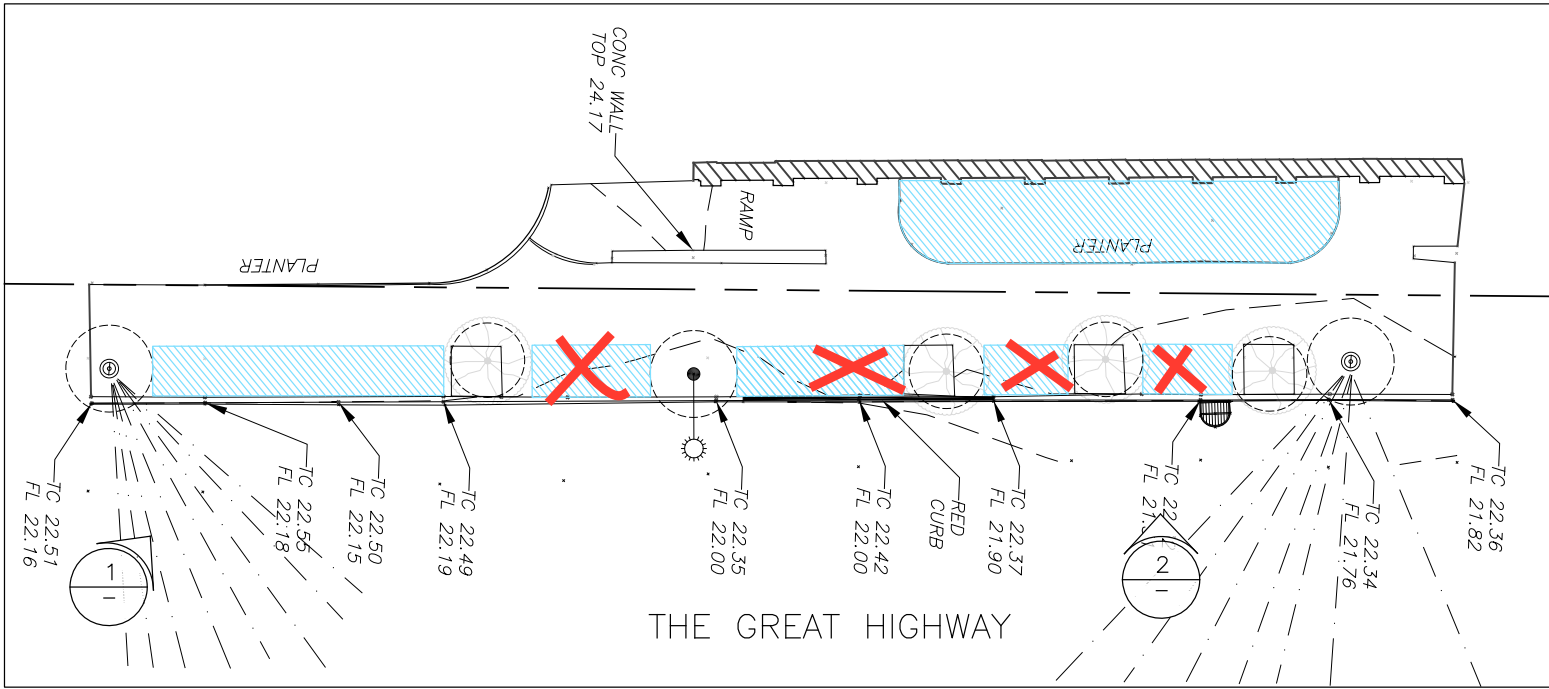 CONC WALL
TOP 24.17
RAMP
PLANTER
PLANTER
TC 22.51
FL 22.16
TC 22.55
FL 22.18
TC 22.50
FL 22.15
TC 22.49
FL 22.19
TC 22.35
FL 22.00
TC 22.42
FL 22.00
RED
CURB
TC 22.37
FL 21.90
TC
FL
TC 22.34
FL 21.76
TC 22.36
FL 21.82
1
-
2
-
THE GREAT HIGHWAY